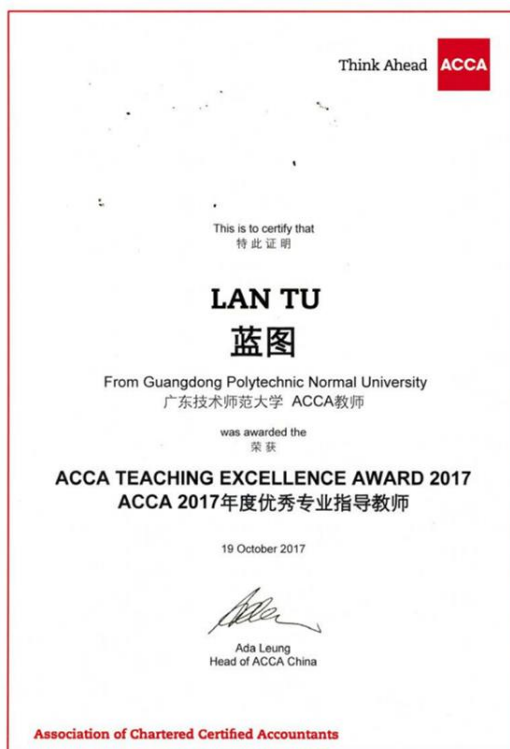 Think Ahead ACCA
This is to certify that
特此证明
LAN TU
蓝图
From Guangdong Polytechnic Normal University
广东技术师范大学 ACCA教师
was awarded the
荣获
ACCA TEACHING EXCELLENCE AWARD 2017
ACCA 2017年度优秀专业指导教师
19 October 2017
Ada Leung
Head of ACCA China
Association of Chartered Certified Accountants